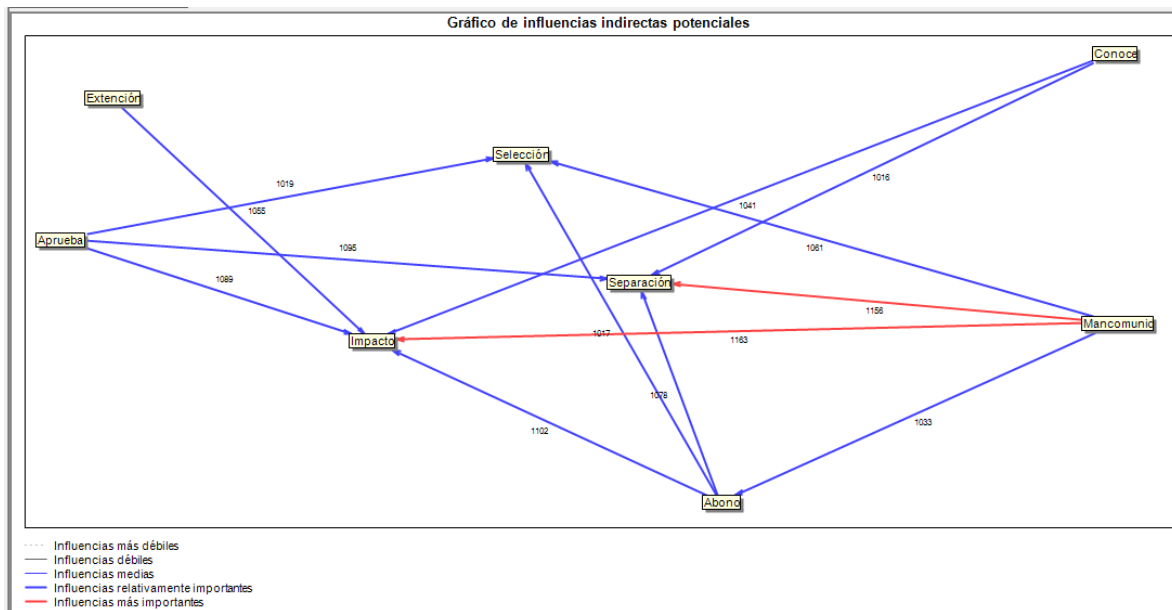 Gráfico de influencias indirectas potenciales
Conoce
Extención
Selección
1019
1016
1055
1041
Aprueba
1095
1061
1089
Separación
1156
Mancomunid
Impacto
1017
1163
1078
1102
1033
Abono
Influencias más débiles
Influencias débiles
Influencias medias
Influencias relativamente importantes
Influencias más importantes